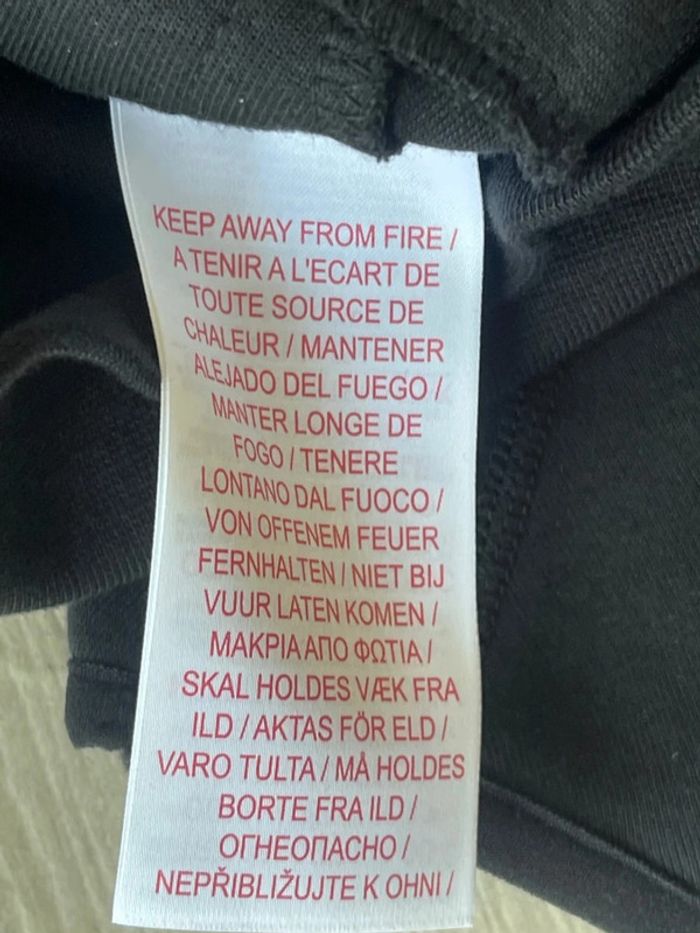 KEEP AWAY FROM FIRE /
A TENIR A L'ECART DE
TOUTE SOURCE DE
CHALEUR / MANTENER
ALEJADO DEL FUEGO /
MANTER LONGE DE
FOGO / TENERE
LONTANO DAL FUOCO /
VON OFFENEM FEUER
FERNHALTEN / NIET BIJ
VUUR LATEN KOMEN /
ΜΑΚΡΙΑ ΑΠΟ ΦΩΤΙΑ /
SKAL HOLDES VÆK FRA
ILD / AKTAS FÖR ELD /
VARO TULTA / MÅ HOLDES
BORTE FRA ILD /
ОГНЕОПАСНО /
NEPŘIBLIŽUJTE K OHNI /